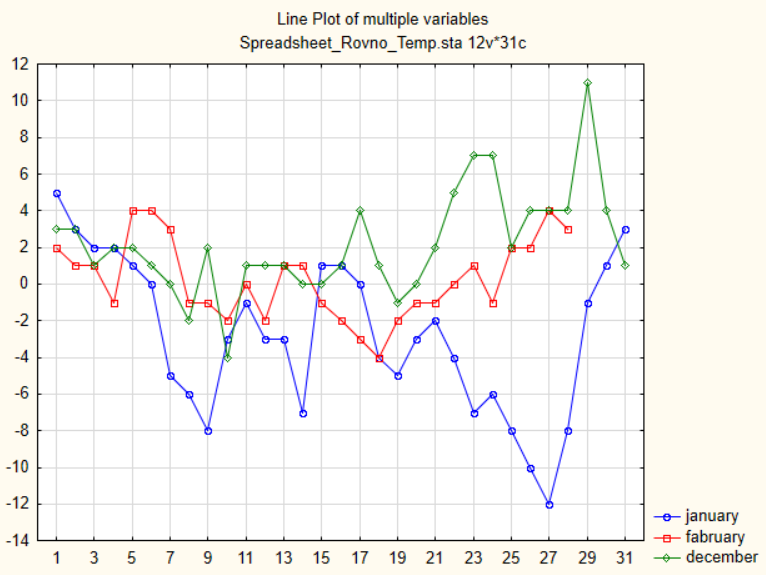 Line Plot of multiple variables
Spreadsheet_Rovno_Temp.sta 12v*31c
12
10
8
6
4
2
0
-2
-4
-6
-8
-10
-12
-14
1 3 5 7 9 11 13 15 17 19 21 23 25 27 29 31
january
fabruary
december